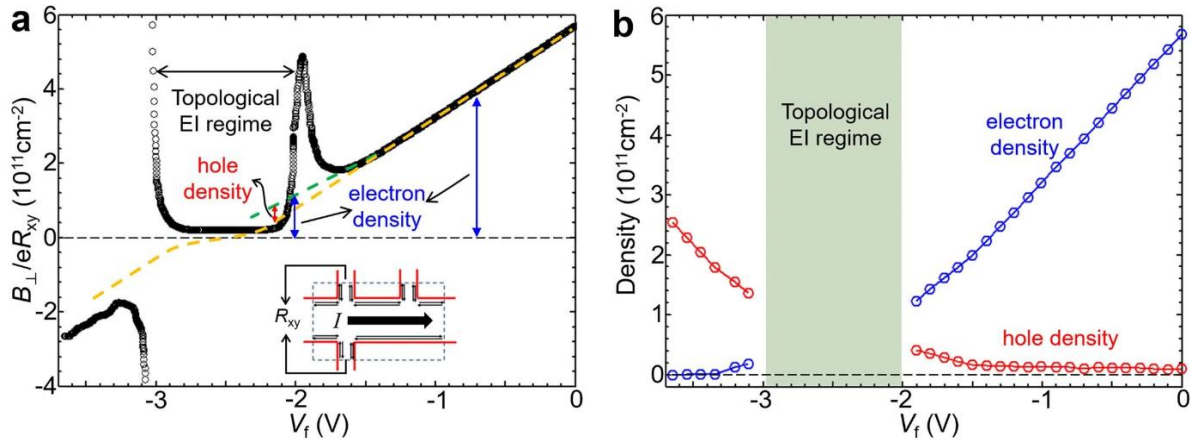 a
B⊥/eRxy (10¹¹cm⁻²)
6
4
2
0
-2
-4
Topological
EI regime
hole
density
electron
density
Rxy
I
-3
-2
-1
0
Vf (V)
b
Density (10¹¹cm⁻²)
6
5
4
3
2
1
0
Topological
EI regime
electron
density
hole density
-3
-2
-1
0
Vf (V)